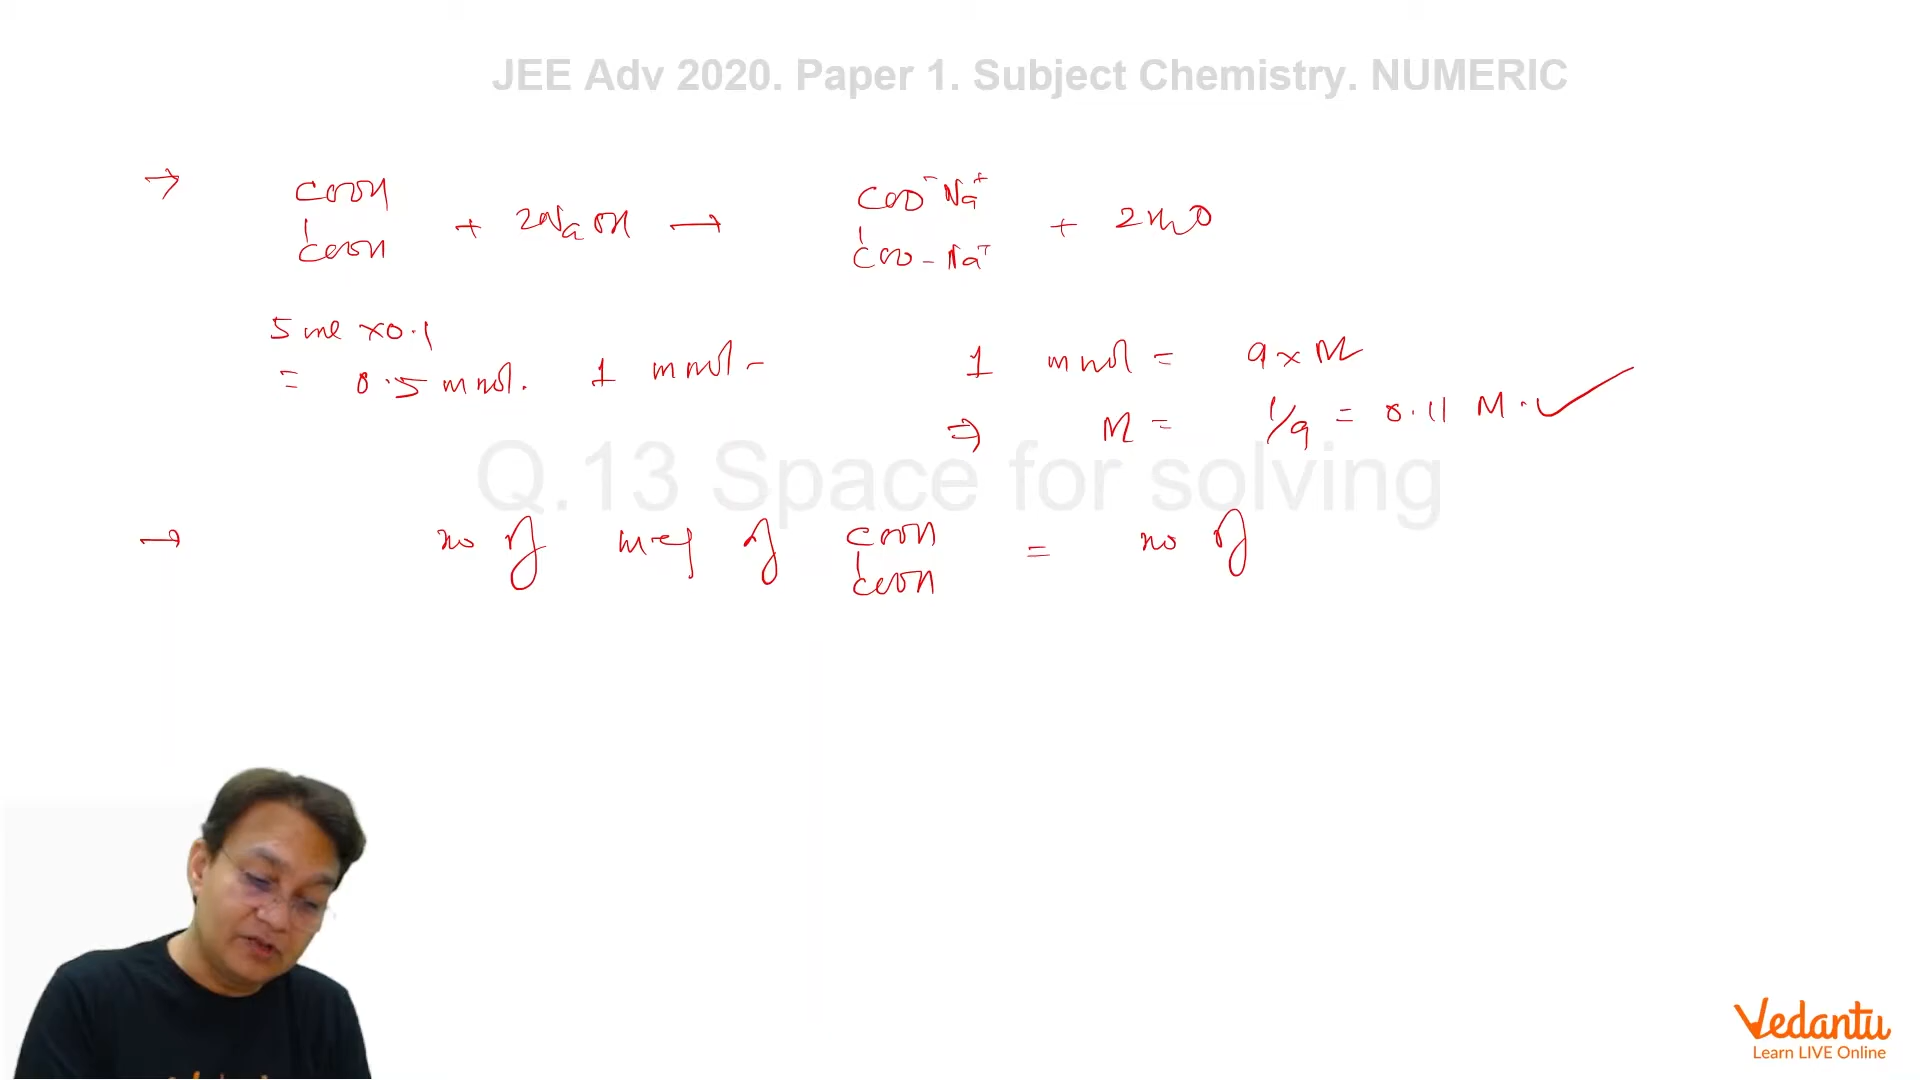 JEE Adv 2020. Paper 1. Subject Chemistry. NUMERIC
→ COOH
COOH + 2NaOH → COO⁻Na⁺
COO-Na⁺ + 2H2O
5 ml × 0.1
= 0.5 mmol. 1 mmol -
1 mmol = 9 × M
⇒ M = 1/9 = 0.11 M. ✓
Q.13 Space for solving
→ no of meq of COOH
COOH = no of
Vedantu
Learn LIVE Online